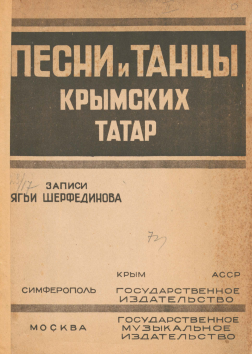 ПЕСНИ и ТАНЦЫ
КРЫМСКИХ
ТАТАР
ЗАПИСИ
ЯГЬИ ШЕРФЕДИНОВА
КРЫМ АССР
СИМФЕРОПОЛЬ ГОСУДАРСТВЕННОЕ
ИЗДАТЕЛЬСТВО
ГОСУДАРСТВЕННОЕ
МОСКВА МУЗЫКАЛЬНОЕ
ИЗДАТЕЛЬСТВО